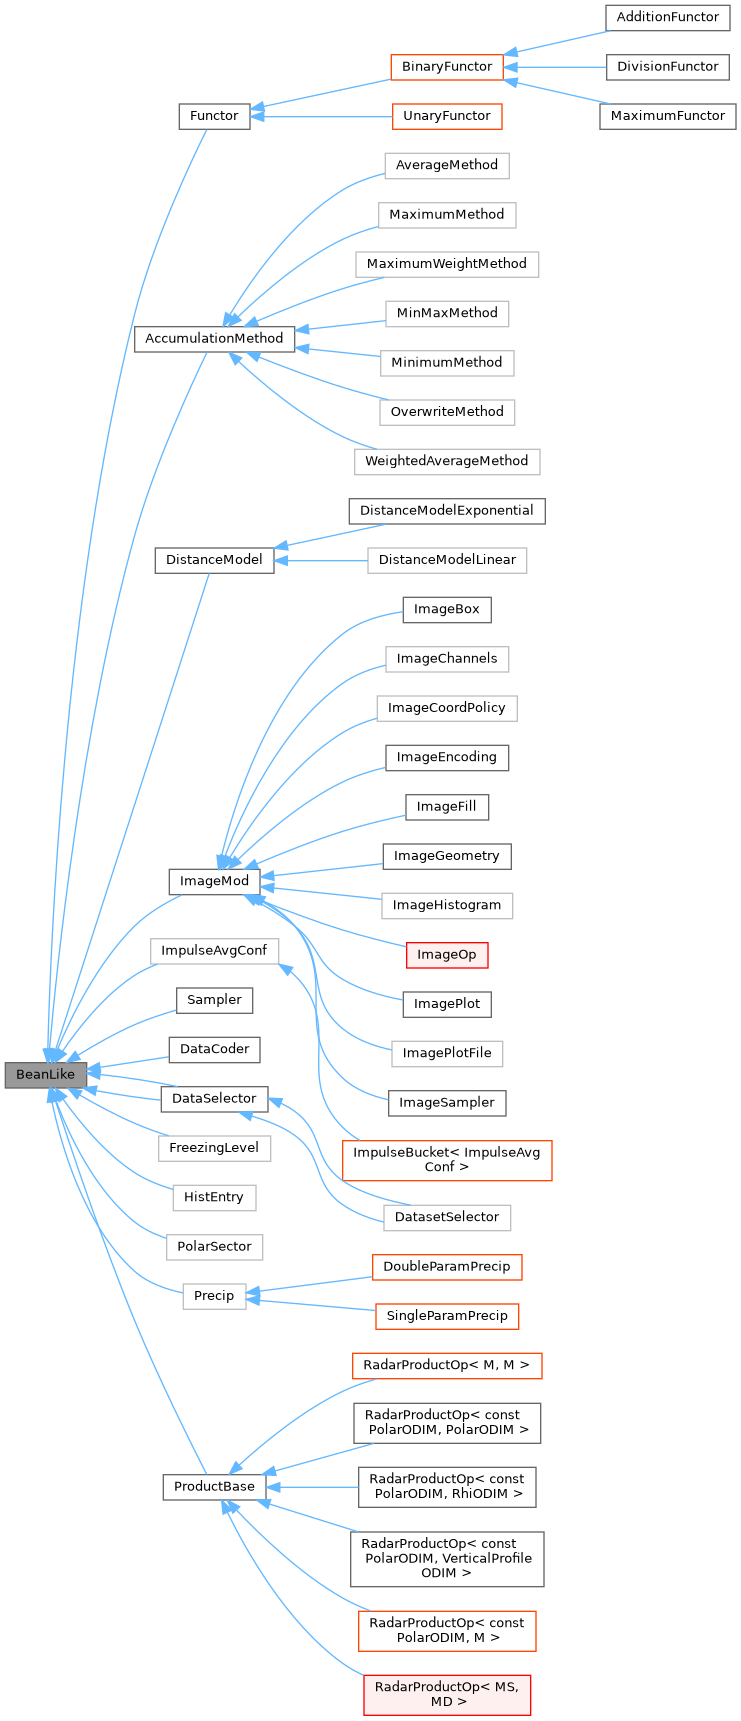 AdditionFunctor
BinaryFunctor
DivisionFunctor
Functor
UnaryFunctor
MaximumFunctor
AverageMethod
MaximumMethod
MaximumWeightMethod
MinMaxMethod
AccumulationMethod
MinimumMethod
OverwriteMethod
WeightedAverageMethod
DistanceModelExponential
DistanceModel
DistanceModelLinear
ImageBox
ImageChannels
ImageCoordPolicy
ImageEncoding
ImageFill
ImageGeometry
ImageMod
ImageHistogram
ImpulseAvgConf
ImageOp
Sampler
ImagePlot
DataCoder
ImagePlotFile
BeanLike
DataSelector
ImageSampler
FreezingLevel
ImpulseBucket< ImpulseAvg
Conf >
HistEntry
DatasetSelector
PolarSector
DoubleParamPrecip
Precip
SingleParamPrecip
RadarProductOp< M, M >
RadarProductOp< const
PolarODIM, PolarODIM >
RadarProductOp< const
PolarODIM, RhiODIM >
ProductBase
RadarProductOp< const
PolarODIM, VerticalProfile
ODIM >
RadarProductOp< const
PolarODIM, M >
RadarProductOp< MS,
MD >